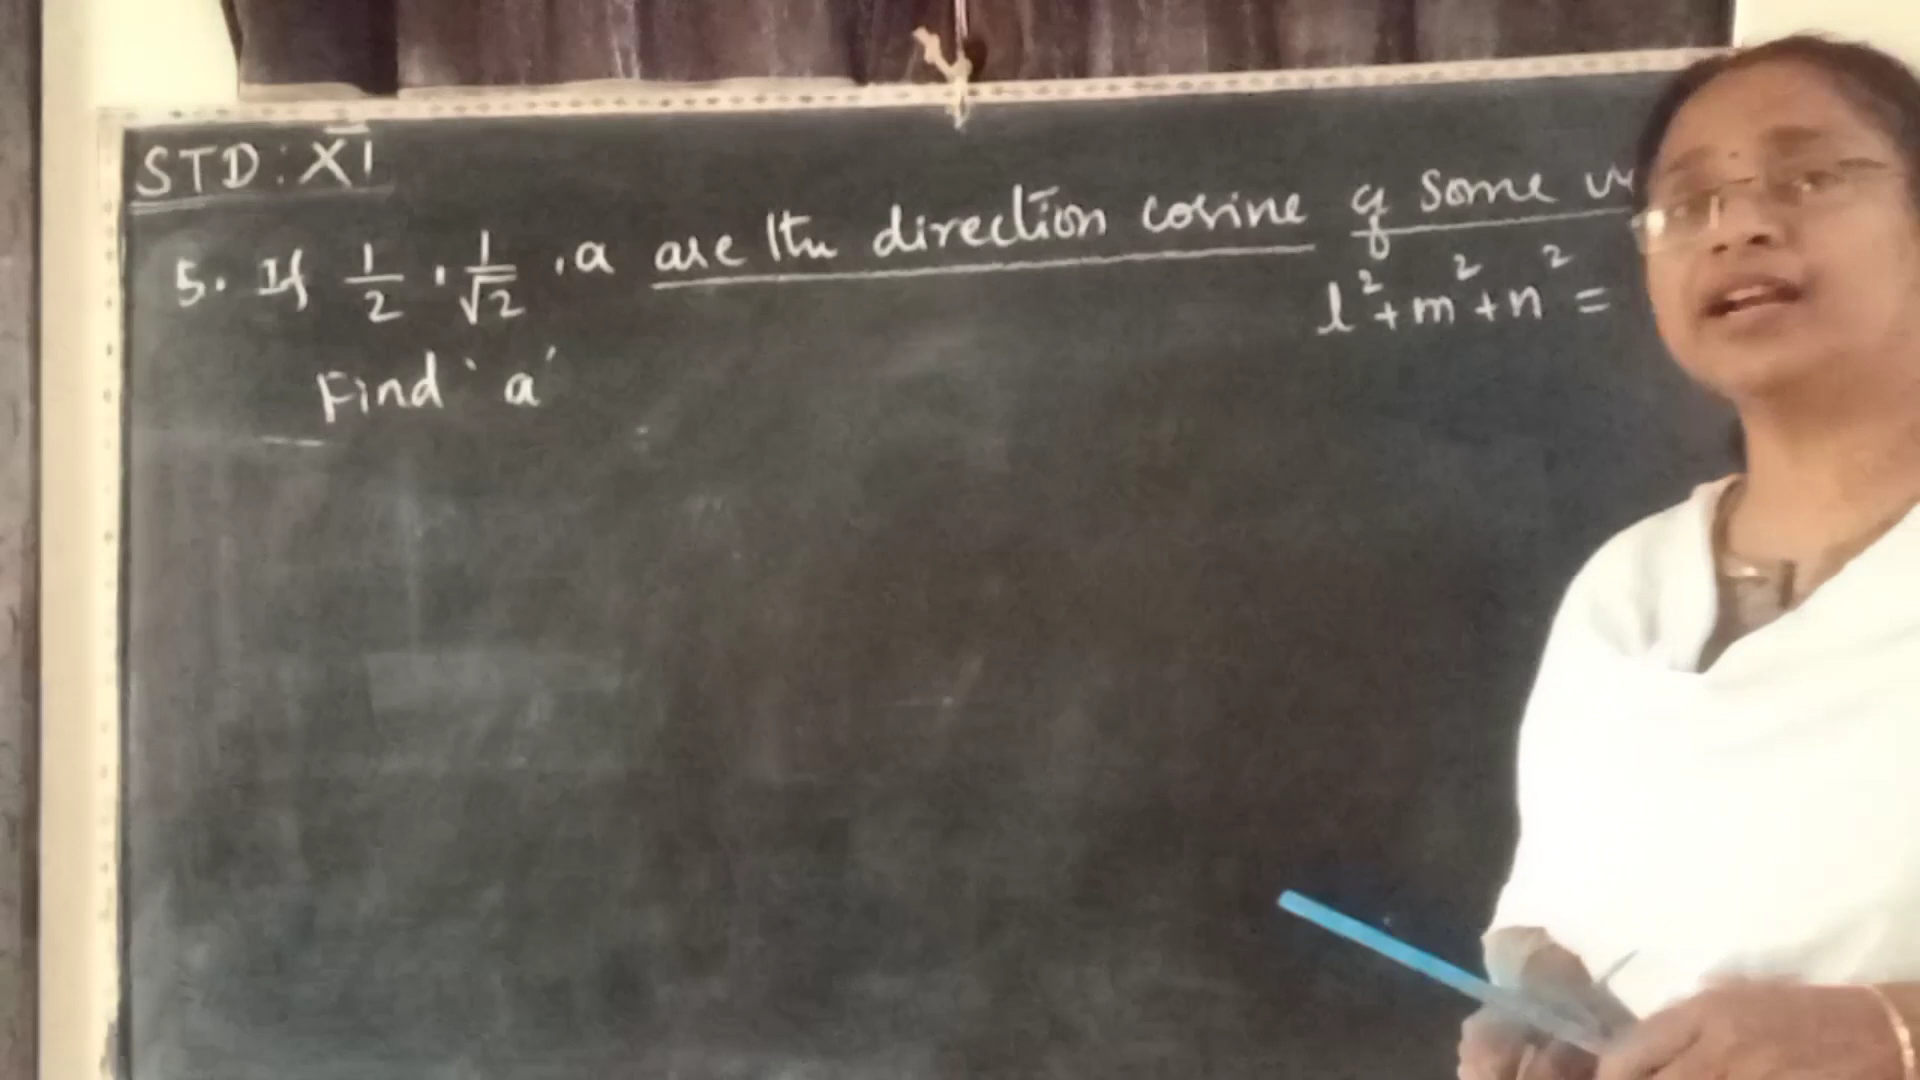 STD: XI
5. If 1/2, 1/√2, a are the direction cosine of some
l²+m²+n² =
Find 'a'